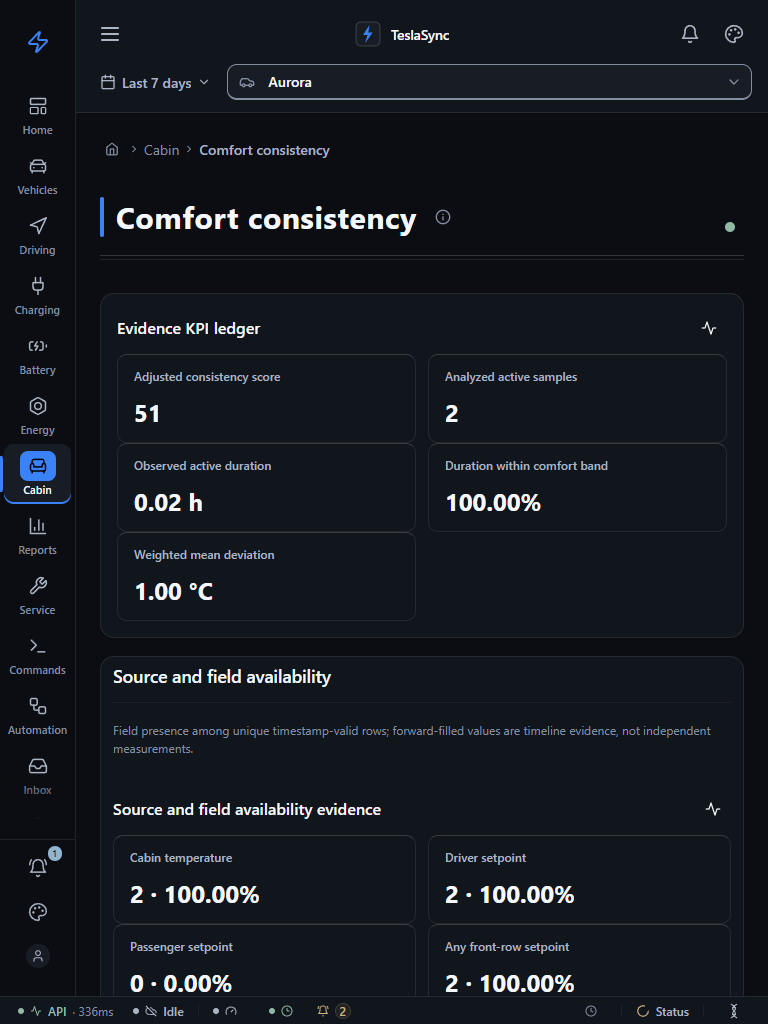 TeslaSync
Last 7 days
Aurora
Home
Vehicles
Driving
Charging
Battery
Energy
Cabin
Reports
Service
Commands
Automation
Inbox
1
Cabin
Comfort consistency
Comfort consistency
Evidence KPI ledger
Adjusted consistency score
51
Analyzed active samples
2
Observed active duration
0.02 h
Duration within comfort band
100.00%
Weighted mean deviation
1.00 °C
Source and field availability
Field presence among unique timestamp-valid rows; forward-filled values are timeline evidence, not independent
measurements.
Source and field availability evidence
Cabin temperature
2 · 100.00%
Driver setpoint
2 · 100.00%
Passenger setpoint
0 · 0.00%
Any front-row setpoint
2 · 100.00%
API · 336ms
Idle
2
Status